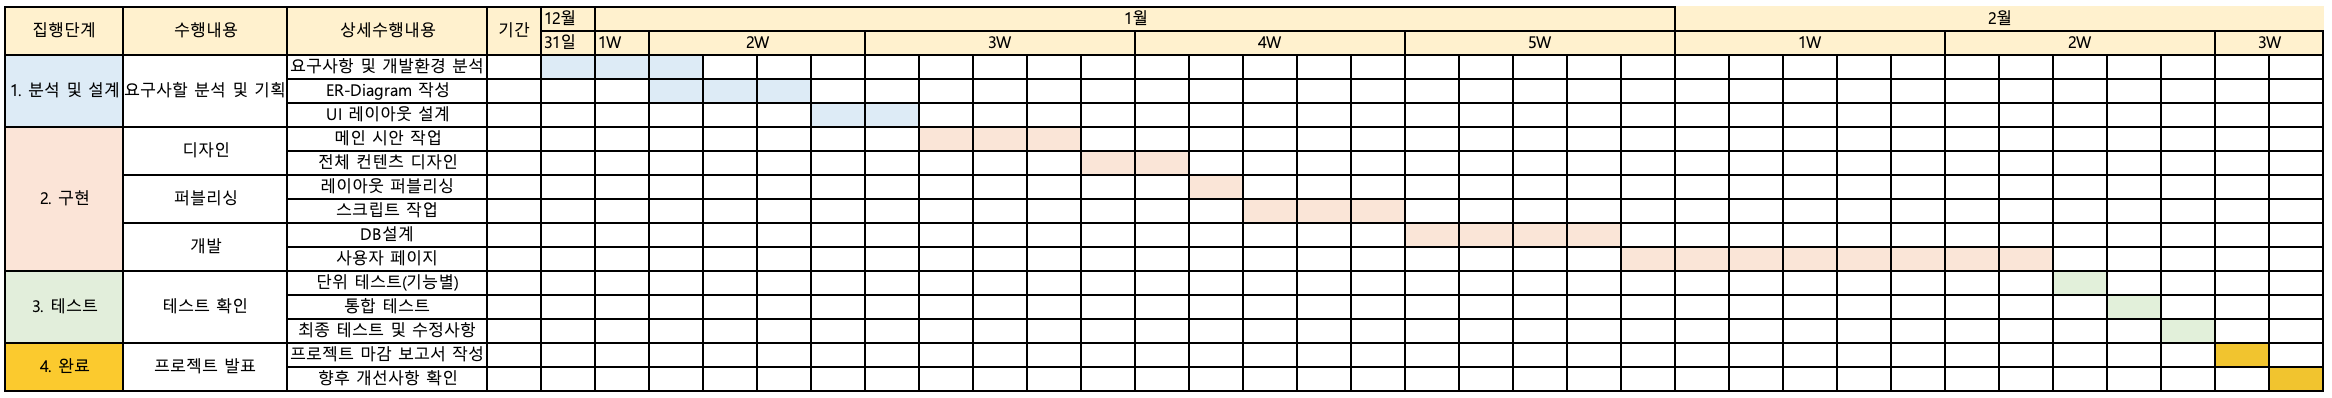 집행단계 수행내용 상세수행내용 기간 12월 1월 2월
31일 1W 2W 3W 4W 5W 1W 2W 3W
1. 분석 및 설계 요구사할 분석 및 기획 요구사항 및 개발환경 분석
ER-Diagram 작성
UI 레이아웃 설계
2. 구현 디자인 메인 시안 작업
전체 컨텐츠 디자인
퍼블리싱 레이아웃 퍼블리싱
스크립트 작업
개발 DB설계
사용자 페이지
3. 테스트 테스트 확인 단위 테스트(기능별)
통합 테스트
최종 테스트 및 수정사항
4. 완료 프로젝트 발표 프로젝트 마감 보고서 작성
향후 개선사항 확인